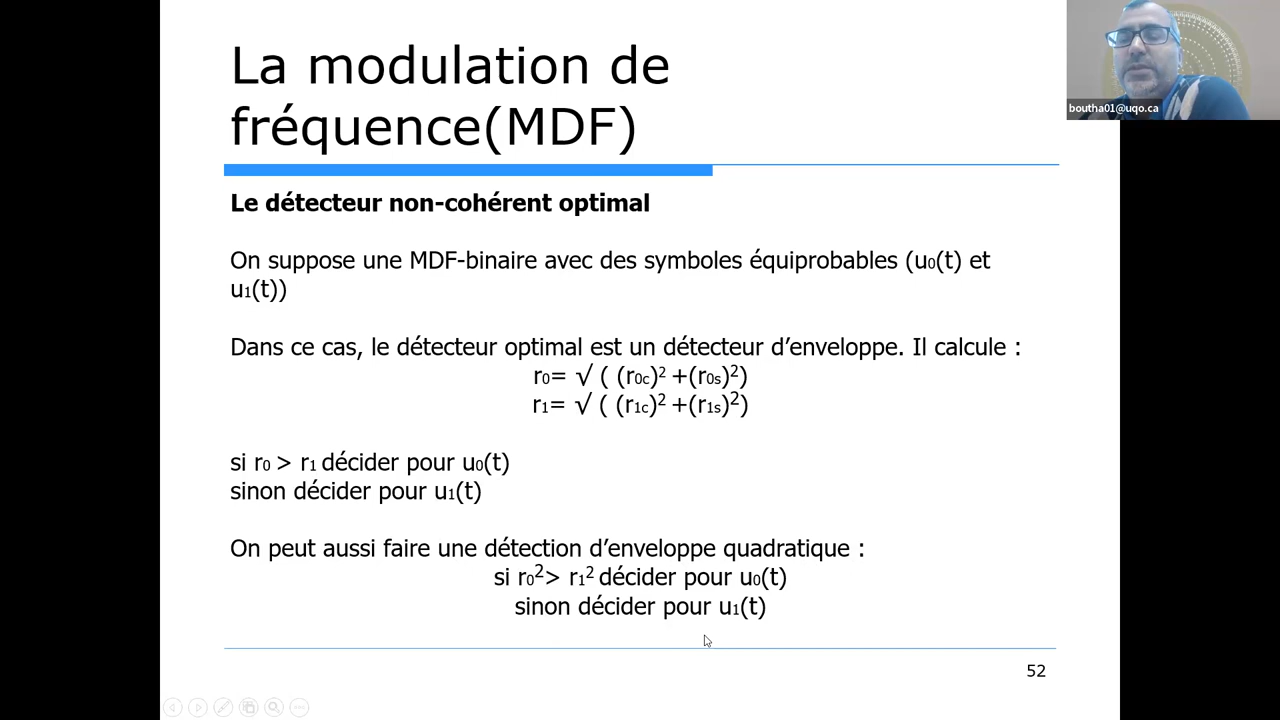 La modulation de
fréquence(MDF)
boutha01@uqo.ca
Le détecteur non-cohérent optimal
On suppose une MDF-binaire avec des symboles équiprobables (u₀(t) et
u₁(t))
Dans ce cas, le détecteur optimal est un détecteur d’enveloppe. Il calcule :
r₀= √ ( (r₀c)² +(r₀s)²)
r₁= √ ( (r₁c)² +(r₁s)²)
si r₀ > r₁ décider pour u₀(t)
sinon décider pour u₁(t)
On peut aussi faire une détection d’enveloppe quadratique :
si r₀²> r₁² décider pour u₀(t)
sinon décider pour u₁(t)
52